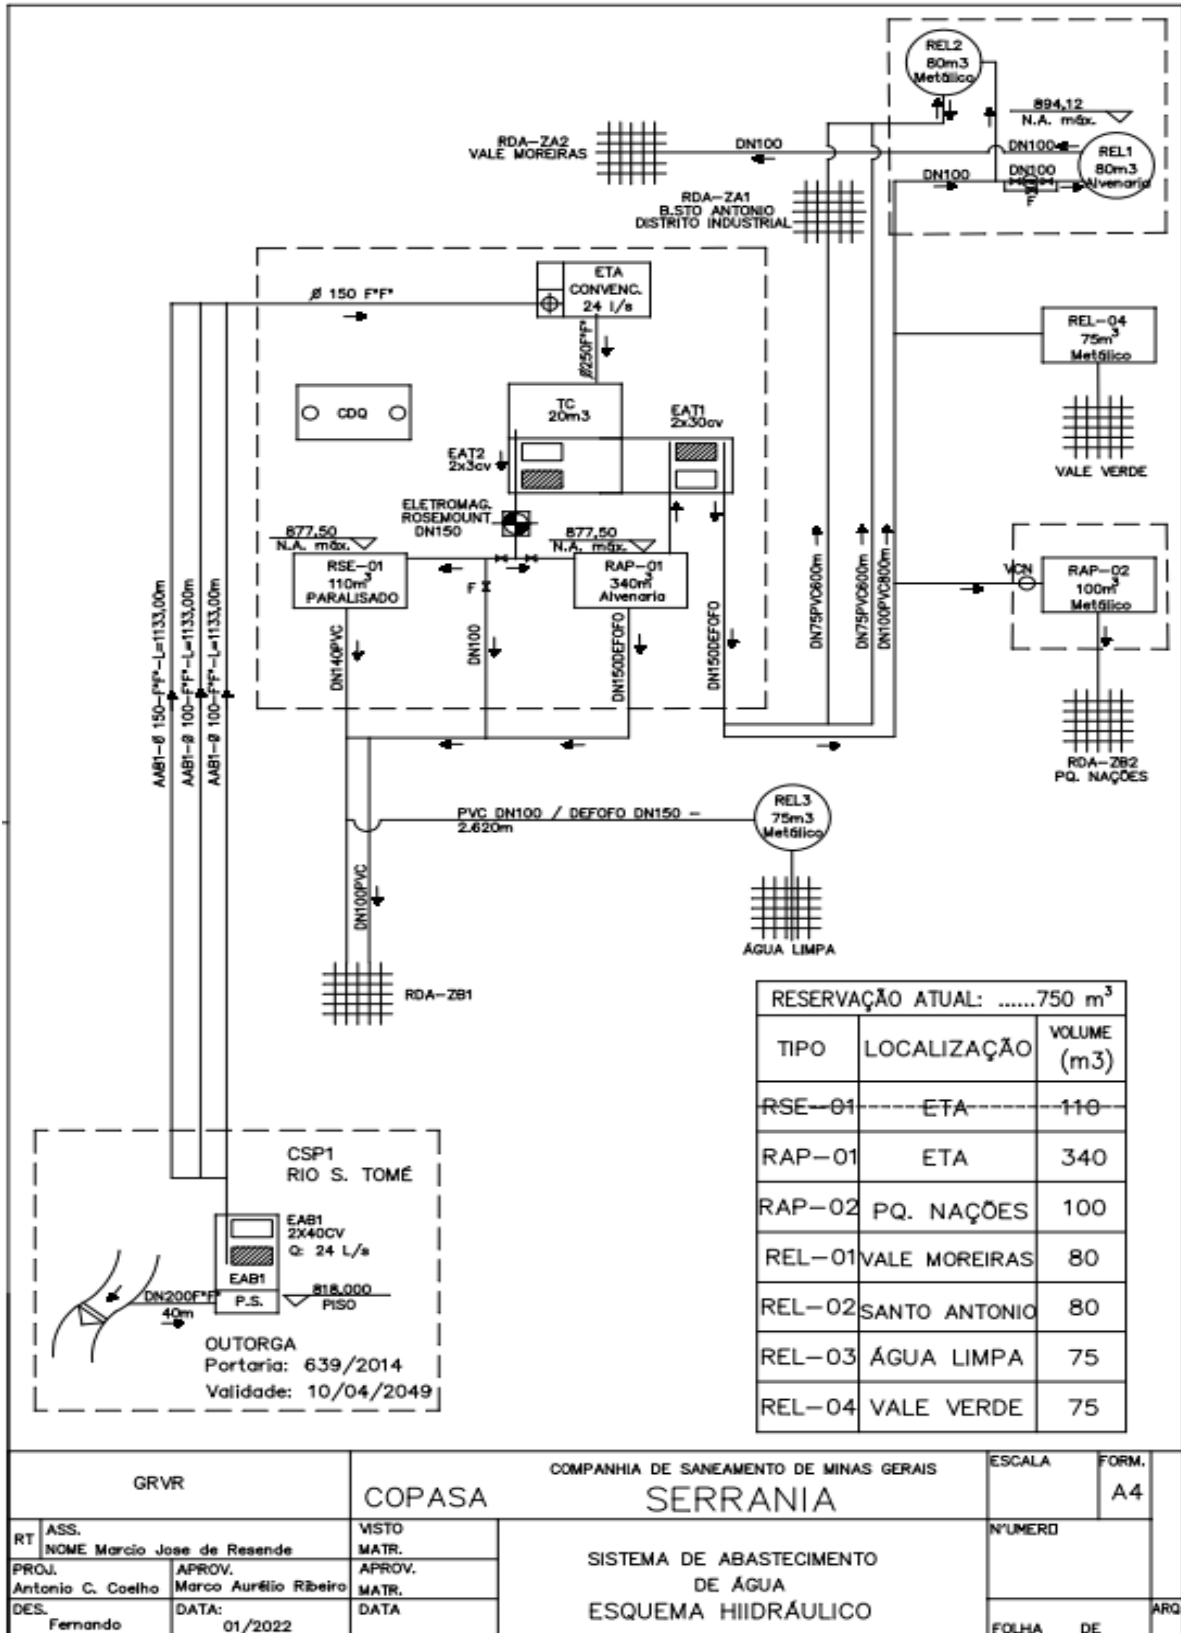 REL2
80m3
Metálico
894,12
N.A. máx.
RDA-ZA2
VALE MOREIRAS
DN100
DN100
REL1
80m3
Alvenaria
DN100
DN100
F
RDA-ZA1
B.STO ANTONIO
DISTRITO INDUSTRIAL
ETA
CONVENC.
24 l/s
Ø 150 FºFº
Ø250FºFº
REL-04
75m³
Metálico
CDQ
TC
20m3
EAT1
2x30cv
EAT2
2x3cv
VALE VERDE
ELETROMAG.
ROSEMOUNT
DN150
877,50
N.A. máx.
877,50
N.A. máx.
RSE-01
110m³
PARALISADO
F
RAP-01
340m³
Alvenaria
VCN
RAP-02
100m³
Metálico
AAB1-Ø 150-FºFº-L=1133,00m
AAB1-Ø 100-FºFº-L=1133,00m
AAB1-Ø 100-FºFº-L=1133,00m
DN140PVC
DN100
DN150DEFOFO
DN150DEFOFO
DN75PVC600m
DN75PVC600m
DN100PVC800m
RDA-ZB2
PQ. NAÇÕES
PVC DN100 / DEFOFO DN150 -
2.620m
REL3
75m3
Metálico
DN100PVC
ÁGUA LIMPA
RDA-ZB1
RESERVAÇÃO ATUAL: ......750 m³
TIPO LOCALIZAÇÃO VOLUME (m3)
RSE-01 ETA 110
RAP-01 ETA 340
RAP-02 PQ. NAÇÕES 100
REL-01 VALE MOREIRAS 80
REL-02 SANTO ANTONIO 80
REL-03 ÁGUA LIMPA 75
REL-04 VALE VERDE 75
CSP1
RIO S. TOMÉ
EAB1
2X40CV
Q: 24 L/s
EAB1
P.S.
818.000
PISO
DN200FºFº
40m
OUTORGA
Portaria: 639/2014
Validade: 10/04/2049
GRVR
COPASA
COMPANHIA DE SANEAMENTO DE MINAS GERAIS
SERRANIA
ESCALA
FORM.
A4
RT
ASS.
NOME Marcio Jose de Resende
VISTO
MATR.
SISTEMA DE ABASTECIMENTO
DE ÁGUA
ESQUEMA HIIDRÁULICO
N'UMERO
PROJ.
Antonio C. Coelho
APROV.
Marco Aurélio Ribeiro
APROV.
MATR.
DES.
Fernando
DATA:
01/2022
DATA
FOLHA DE
ARQ